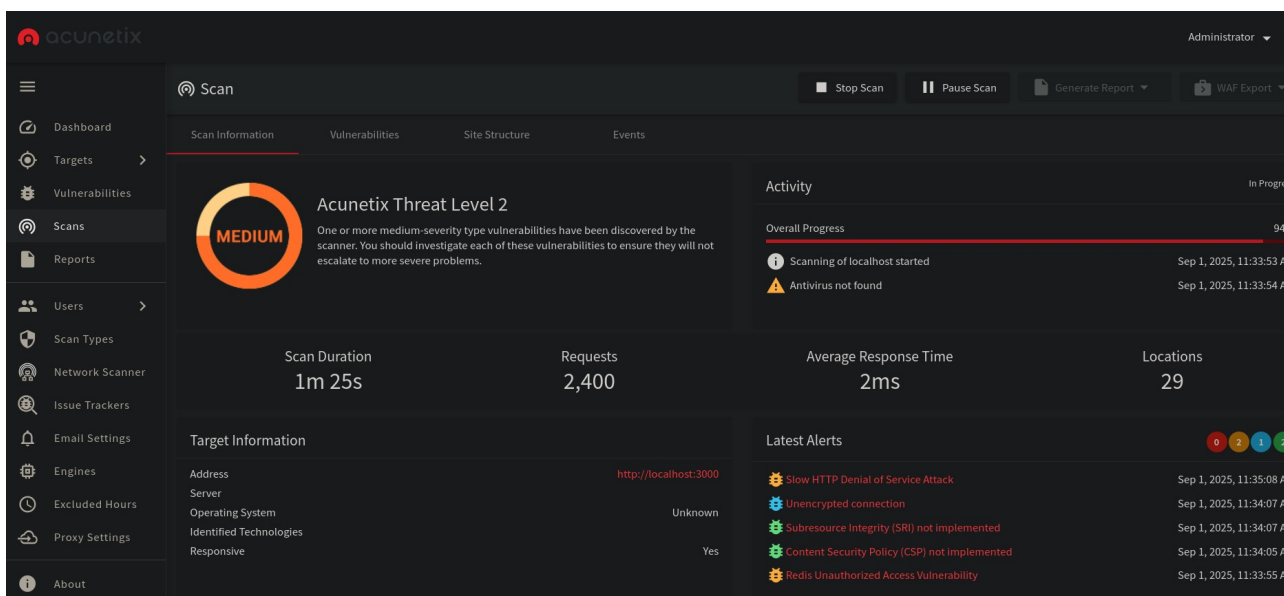 acunetix
Administrator
Scan
Stop Scan
Pause Scan
Generate Report
WAF Export
Dashboard
Targets
Vulnerabilities
Scans
Reports
Users
Scan Types
Network Scanner
Issue Trackers
Email Settings
Engines
Excluded Hours
Proxy Settings
About
Scan Information
Vulnerabilities
Site Structure
Events
MEDIUM
Acunetix Threat Level 2
One or more medium-severity type vulnerabilities have been discovered by the
scanner. You should investigate each of these vulnerabilities to ensure they will not
escalate to more severe problems.
Activity
In Progre
Overall Progress
94
Scanning of localhost started
Sep 1, 2025, 11:33:53 A
Antivirus not found
Sep 1, 2025, 11:33:54 A
Scan Duration
1m 25s
Requests
2,400
Average Response Time
2ms
Locations
29
Target Information
Address
http://localhost:3000
Server
Operating System
Unknown
Identified Technologies
Responsive
Yes
Latest Alerts
0
2
1
2
Slow HTTP Denial of Service Attack
Sep 1, 2025, 11:35:08 A
Unencrypted connection
Sep 1, 2025, 11:34:07 A
Subresource Integrity (SRI) not implemented
Sep 1, 2025, 11:34:07 A
Content Security Policy (CSP) not implemented
Sep 1, 2025, 11:34:05 A
Redis Unauthorized Access Vulnerability
Sep 1, 2025, 11:33:55 A